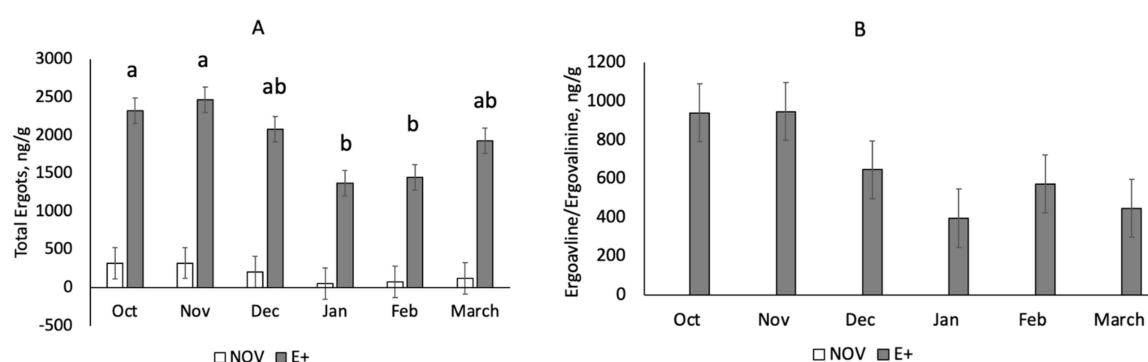 A
Total Ergots, ng/g
3000
2500
2000
1500
1000
500
0
-500
a
a
ab
b
b
ab
Oct
Nov
Dec
Jan
Feb
March
NOV
E+
B
Ergoavline/Ergovalinine, ng/g
1200
1000
800
600
400
200
0
Oct
Nov
Dec
Jan
Feb
March
NOV
E+